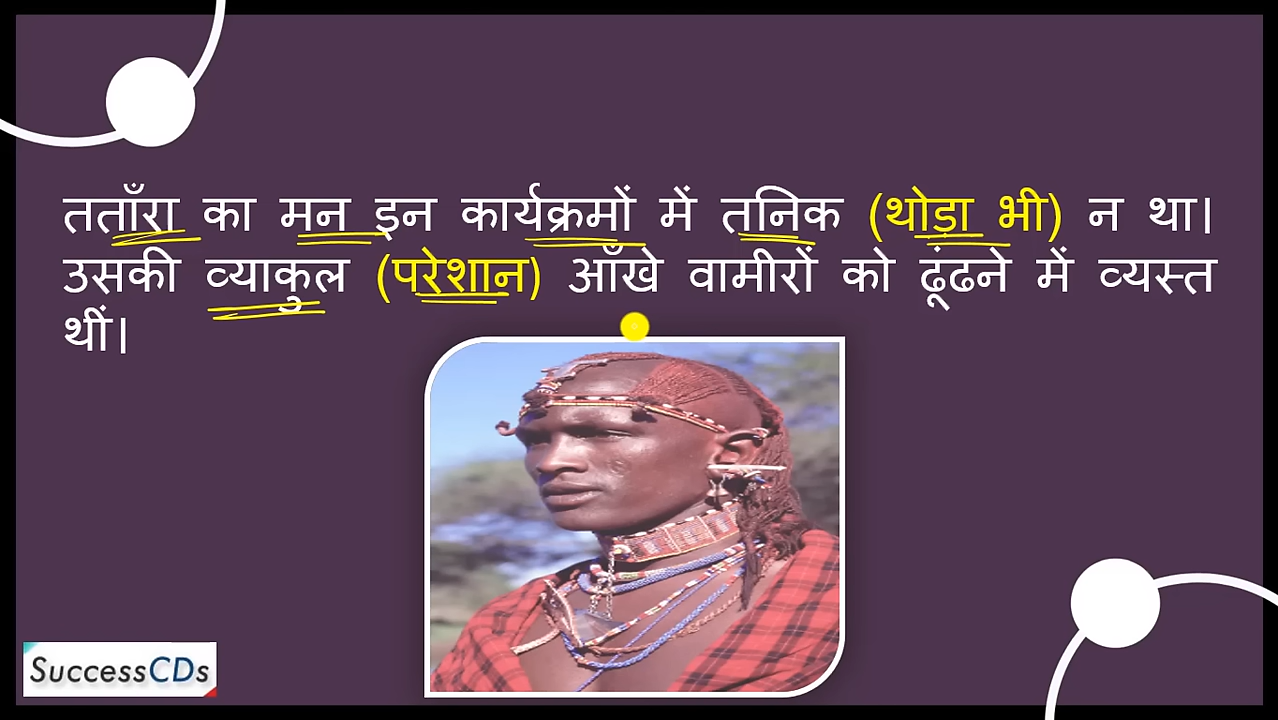 तताँरा का मन इन कार्यक्रमों में तनिक (थोड़ा भी) न था।
उसकी व्याकुल (परेशान) आँखे वामीरों को ढूंढने में व्यस्त
थीं।
SuccessCDs